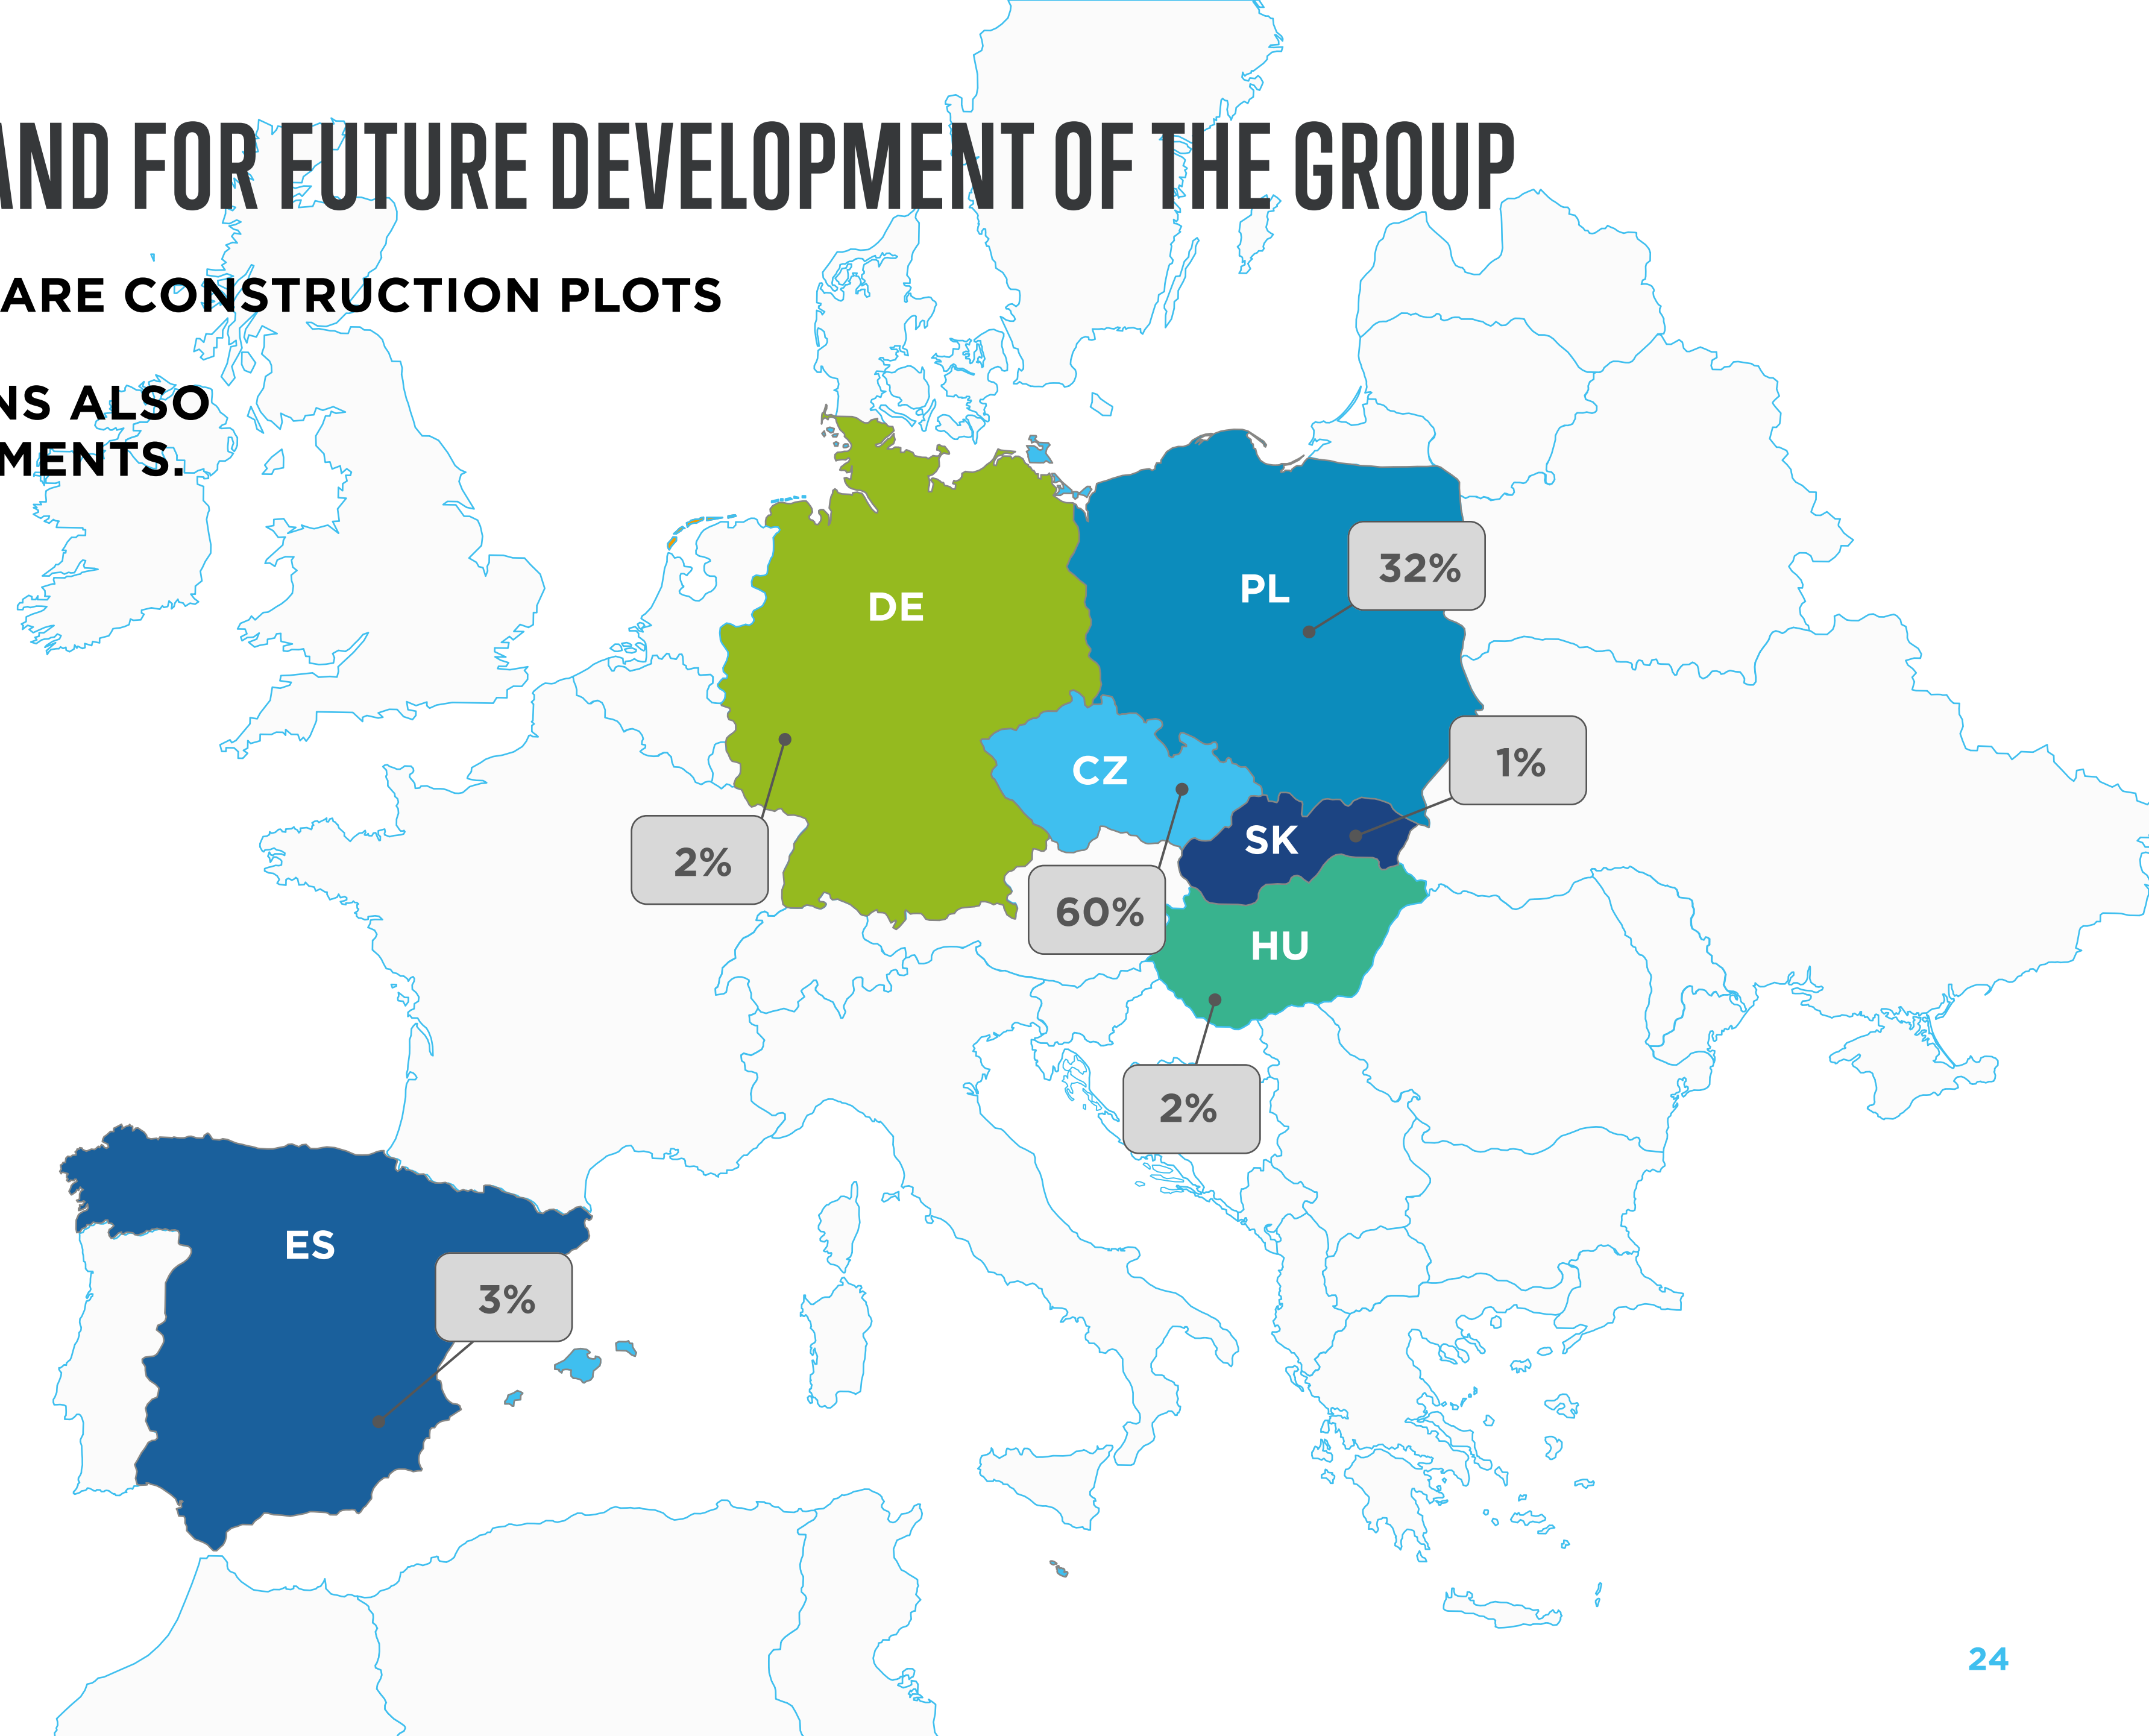 AND FOR FUTURE DEVELOPMENT OF THE GROUP
ARE CONSTRUCTION PLOTS
NS ALSO
MENTS.
32%
PL
DE
1%
CZ
SK
2%
60%
HU
2%
ES
3%
24